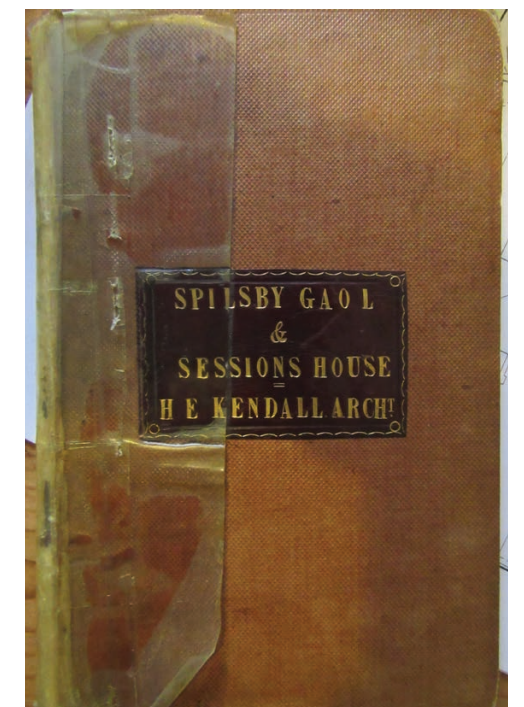 SPILSBY GAOL
&
SESSIONS HOUSE
=
H E KENDALL ARCHT